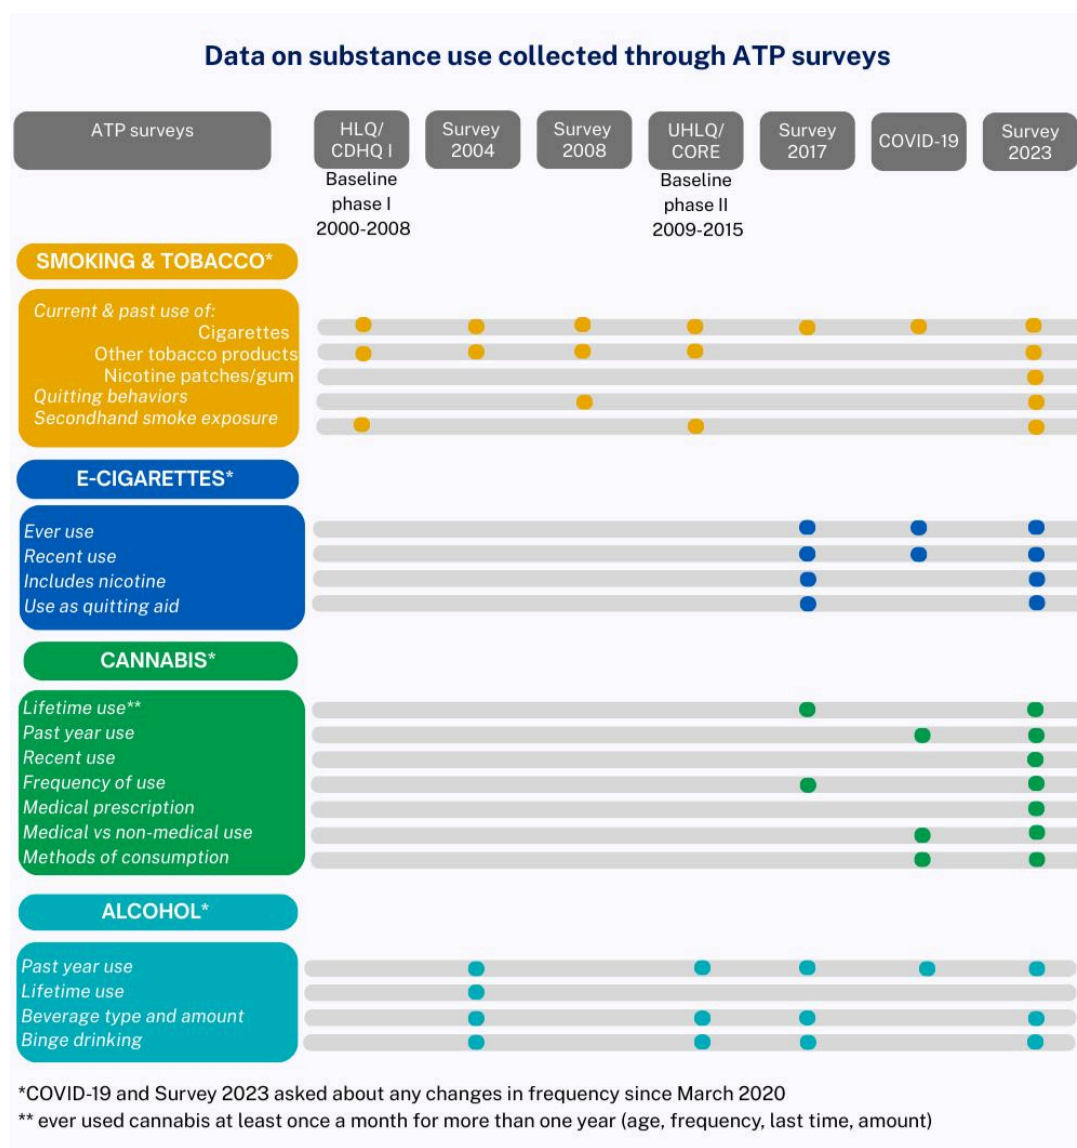 Data on substance use collected through ATP surveys
ATP surveys
HLQ/
CDHQ I
Survey
2004
Survey
2008
UHLQ/
CORE
Survey
2017
COVID-19
Survey
2023
Baseline
phase I
2000-2008
Baseline
phase II
2009-2015
SMOKING & TOBACCO*
Current & past use of:
Cigarettes
Other tobacco products
Nicotine patches/gum
Quitting behaviors
Secondhand smoke exposure
E-CIGARETTES*
Ever use
Recent use
Includes nicotine
Use as quitting aid
CANNABIS*
Lifetime use**
Past year use
Recent use
Frequency of use
Medical prescription
Medical vs non-medical use
Methods of consumption
ALCOHOL*
Past year use
Lifetime use
Beverage type and amount
Binge drinking
*COVID-19 and Survey 2023 asked about any changes in frequency since March 2020
** ever used cannabis at least once a month for more than one year (age, frequency, last time, amount)